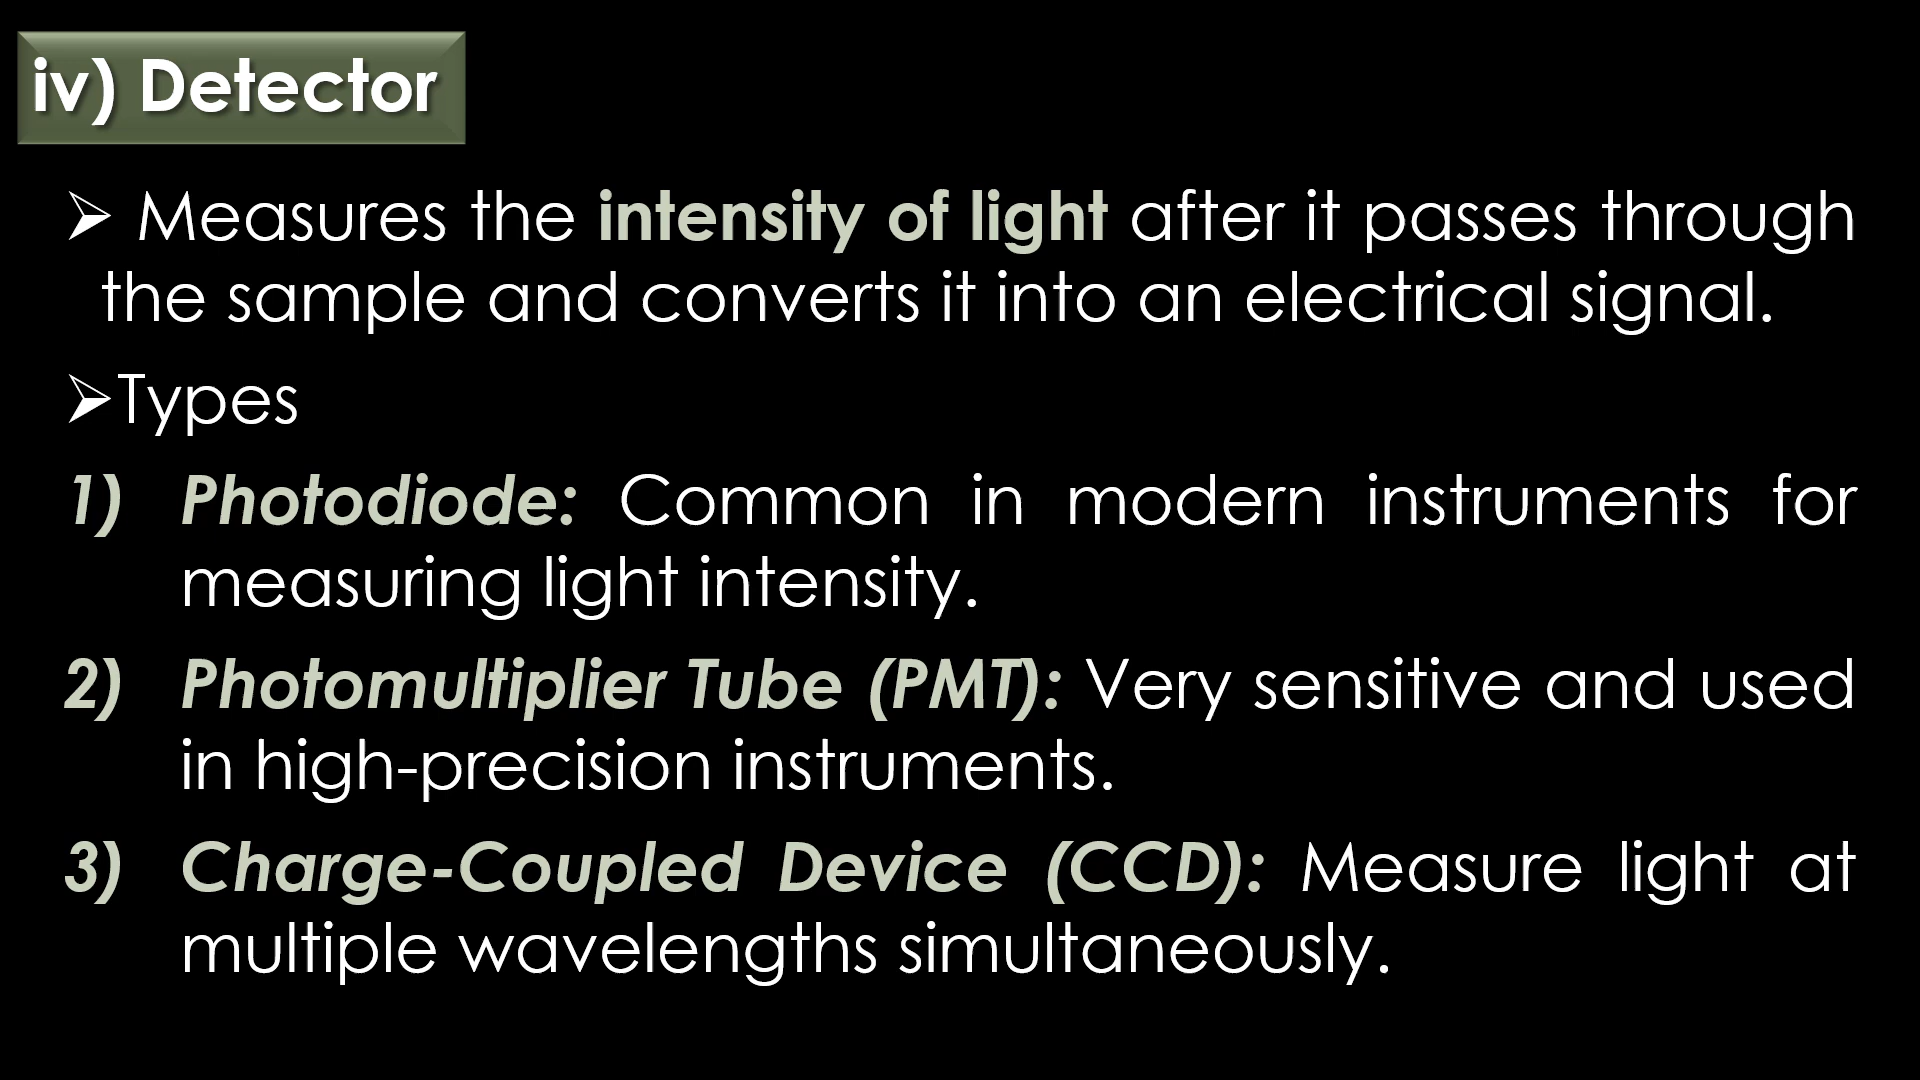 iv) Detector
➢ Measures the intensity of light after it passes through
the sample and converts it into an electrical signal.
➢Types
1) Photodiode: Common in modern instruments for
measuring light intensity.
2) Photomultiplier Tube (PMT): Very sensitive and used
in high-precision instruments.
3) Charge-Coupled Device (CCD): Measure light at
multiple wavelengths simultaneously.